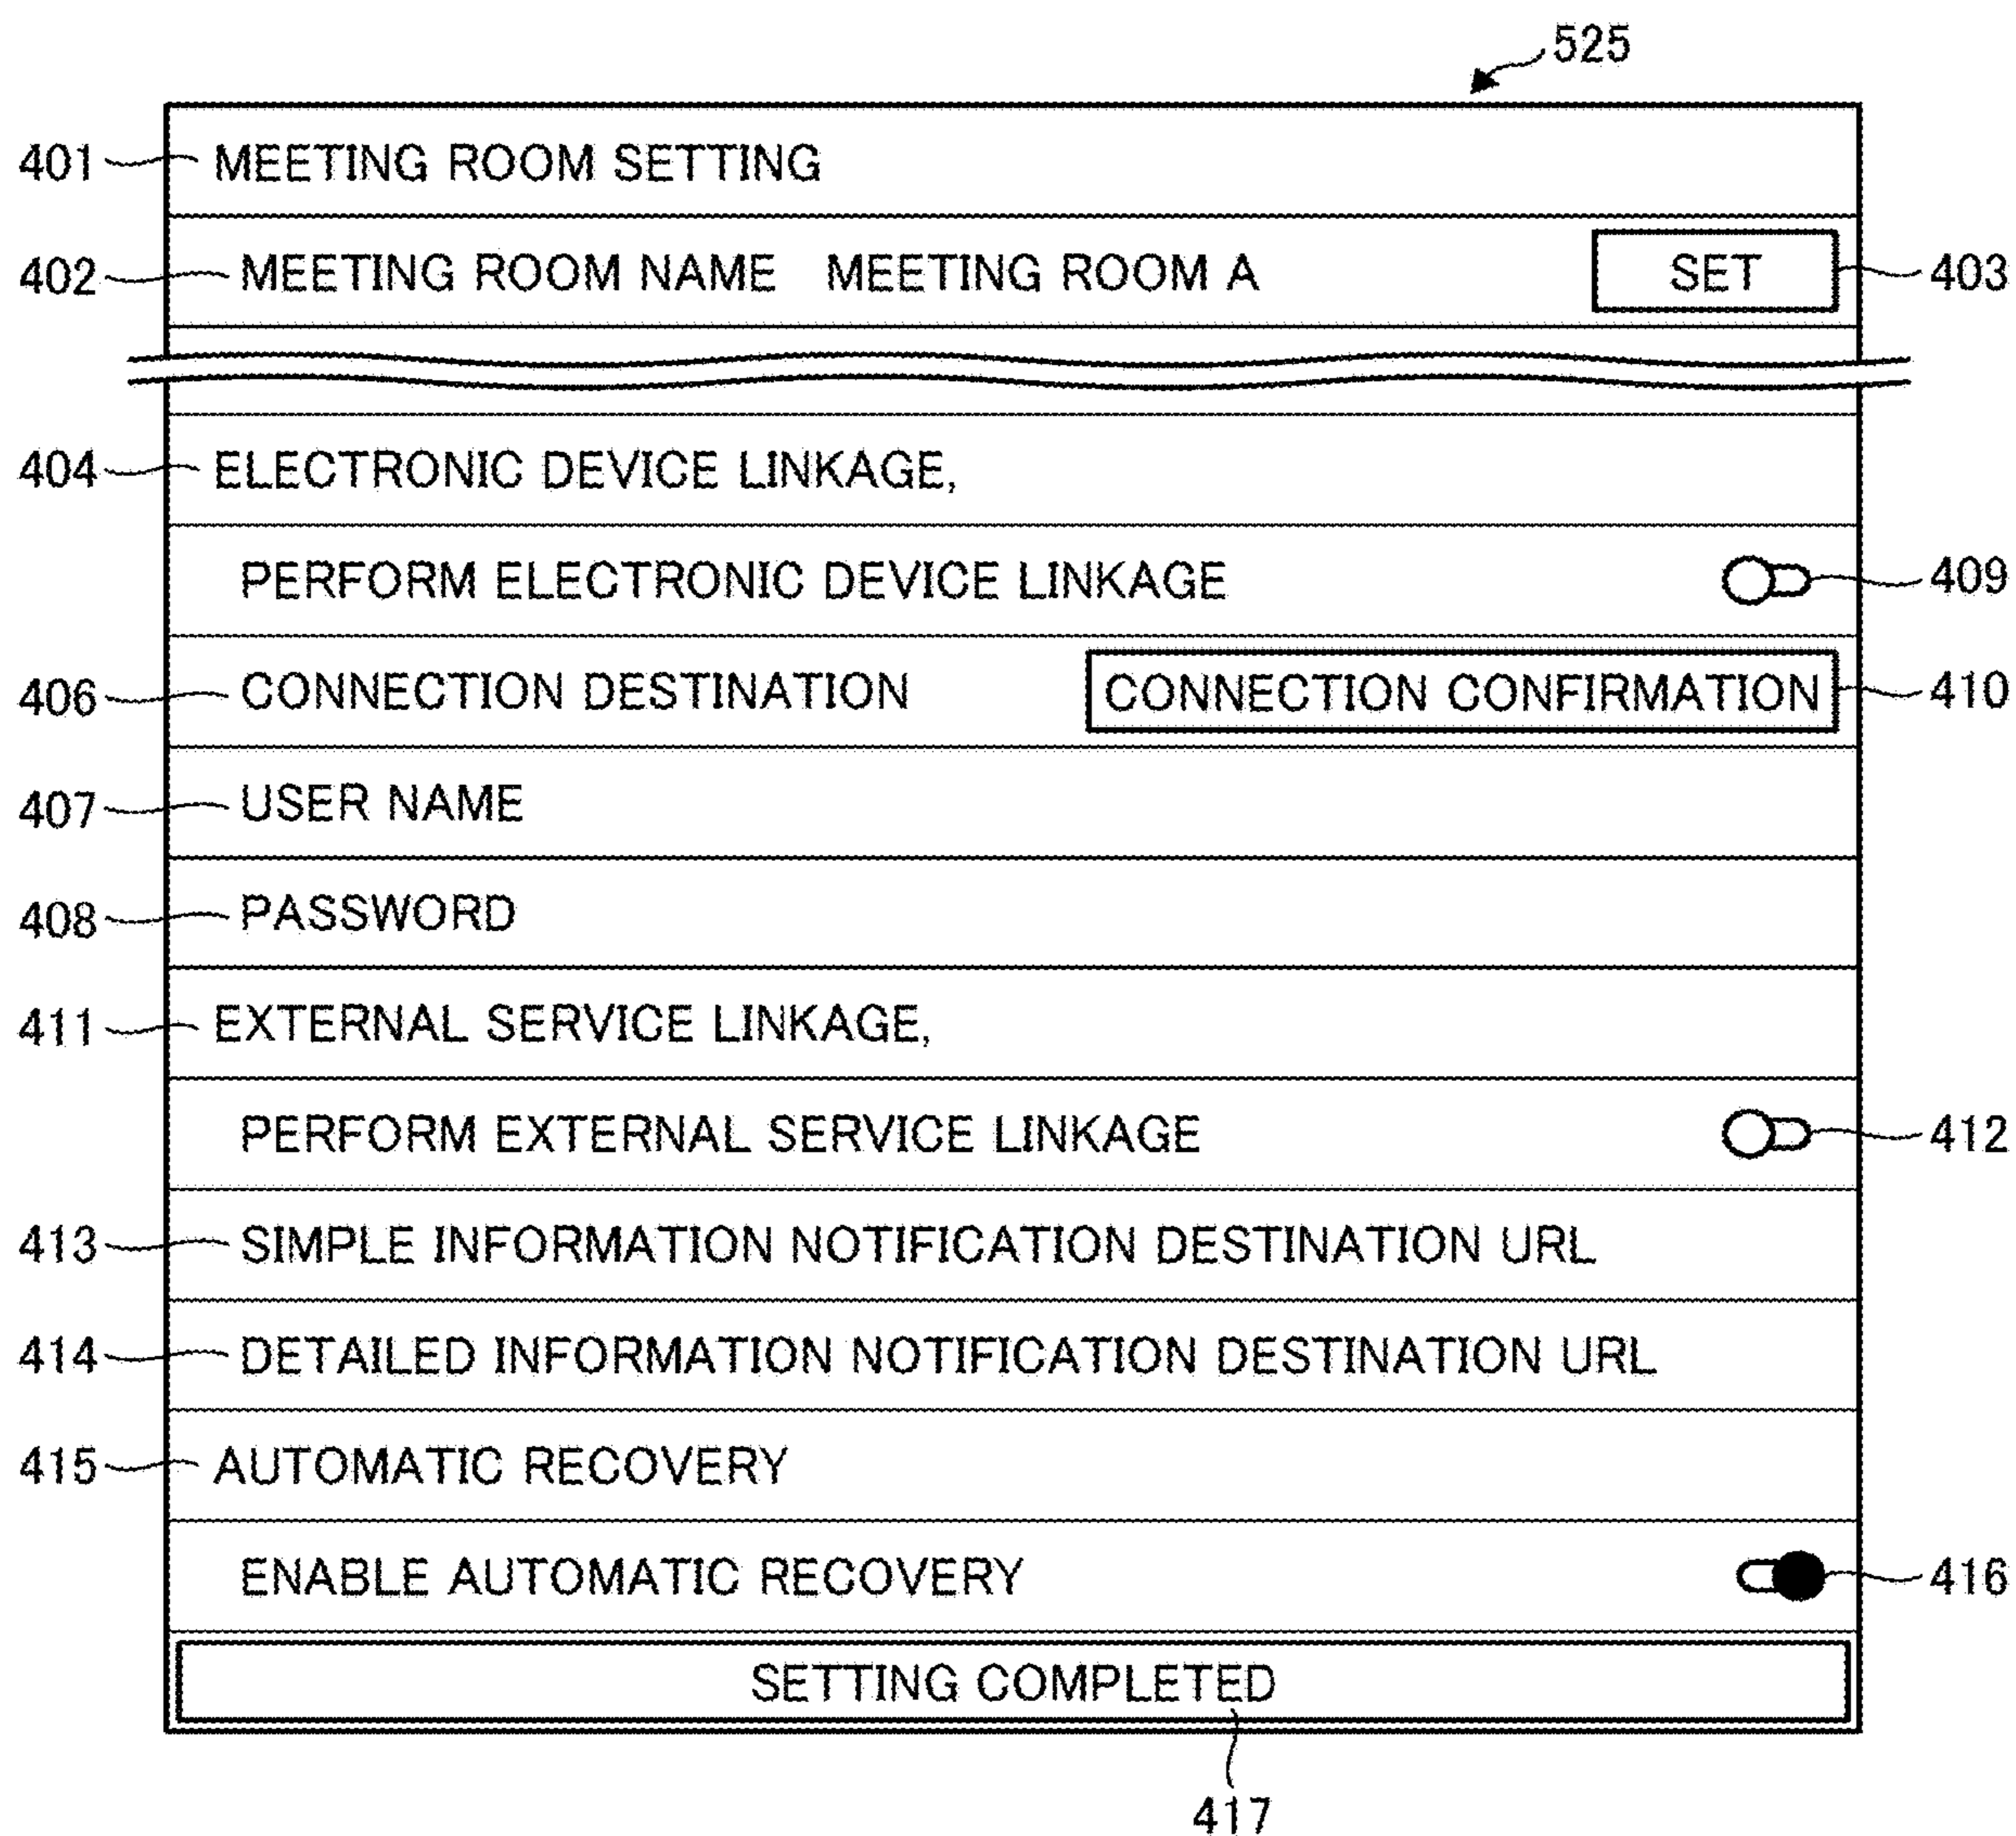 525
401 MEETING ROOM SETTING
402 MEETING ROOM NAME MEETING ROOM A SET 403
404 ELECTRONIC DEVICE LINKAGE,
PERFORM ELECTRONIC DEVICE LINKAGE 409
406 CONNECTION DESTINATION CONNECTION CONFIRMATION 410
407 USER NAME
408 PASSWORD
411 EXTERNAL SERVICE LINKAGE,
PERFORM EXTERNAL SERVICE LINKAGE 412
413 SIMPLE INFORMATION NOTIFICATION DESTINATION URL
414 DETAILED INFORMATION NOTIFICATION DESTINATION URL
415 AUTOMATIC RECOVERY
ENABLE AUTOMATIC RECOVERY 416
SETTING COMPLETED
417